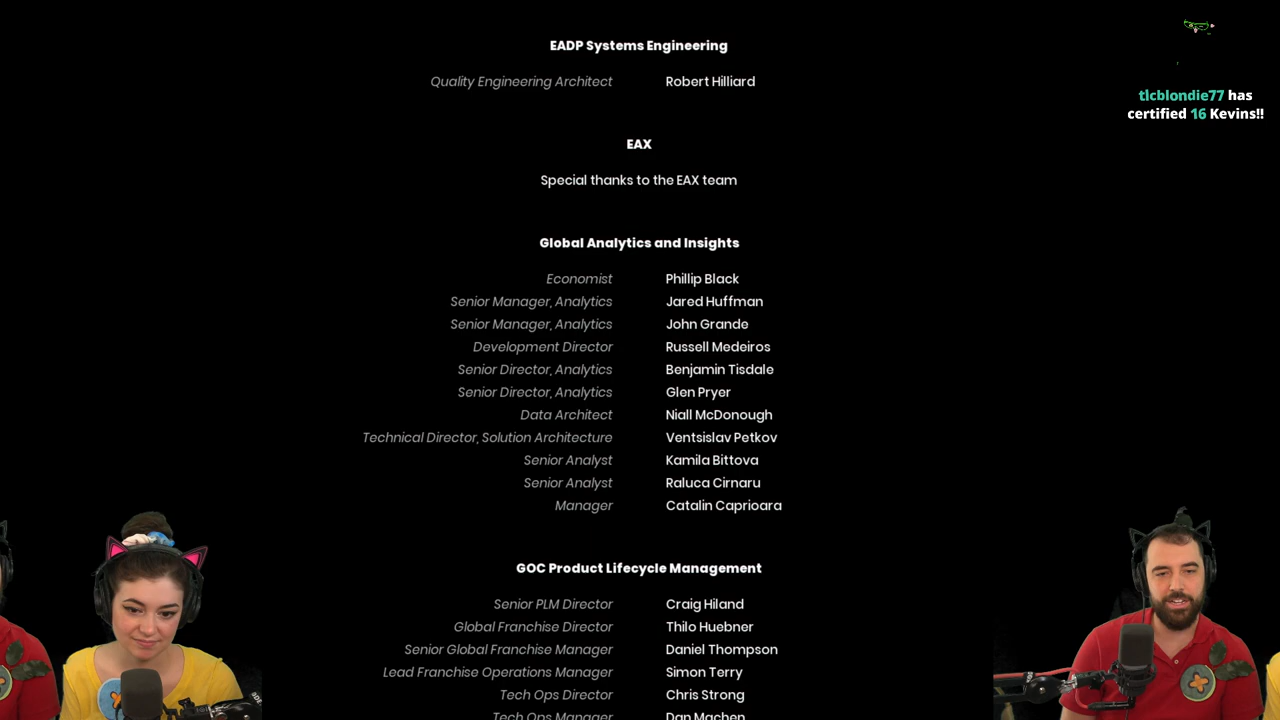 EADP Systems Engineering
Quality Engineering Architect Robert Hilliard
tlcblondie77 has
certified 16 Kevins!!
EAX
Special thanks to the EAX team
Global Analytics and Insights
Economist Phillip Black
Senior Manager, Analytics Jared Huffman
Senior Manager, Analytics John Grande
Development Director Russell Medeiros
Senior Director, Analytics Benjamin Tisdale
Senior Director, Analytics Glen Pryer
Data Architect Niall McDonough
Technical Director, Solution Architecture Ventsislav Petkov
Senior Analyst Kamila Bittova
Senior Analyst Raluca Cirnaru
Manager Catalin Caprioara
GOC Product Lifecycle Management
Senior PLM Director Craig Hiland
Global Franchise Director Thilo Huebner
Senior Global Franchise Manager Daniel Thompson
Lead Franchise Operations Manager Simon Terry
Tech Ops Director Chris Strong
Tech Ops Manager Dan Machen